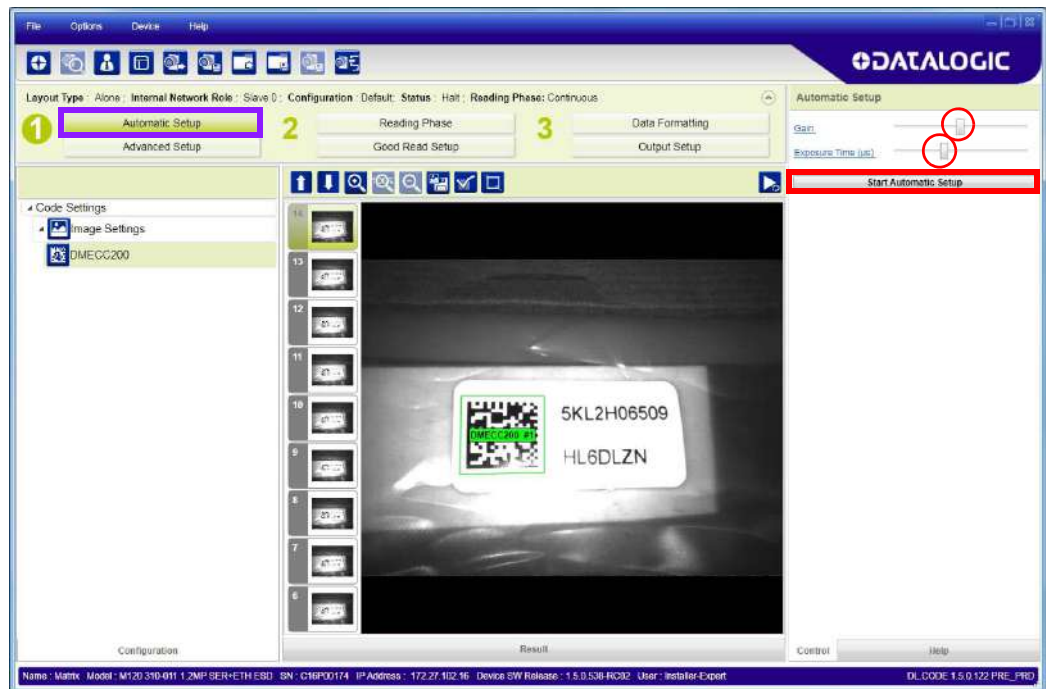 File Options Device Help
DATALOGIC
Layout Type : Alone ; Internal Network Role : Slave 0 ; Configuration : Default; Status : Halt ; Reading Phase: Continuous
Automatic Setup
1 Automatic Setup 2 Reading Phase 3 Data Formatting
Advanced Setup Good Read Setup Output Setup
Gain
Exposure Time (µs)
Start Automatic Setup
Code Settings
Image Settings
DMECC200
14
13
12
11
10
9
8
7
6
5KL2H06509
DMECC200 #1
HL6DLZN
Configuration Result Control Help
Name : Matrix Model : M120 310-011 1,2MP SER+ETH ESD SN : C16P00174 IP Address : 172.27.102.16 Device SW Release : 1.5.0.538-RC02 User : Installer-Expert DL.CODE 1.5.0.122 PRE_PRD